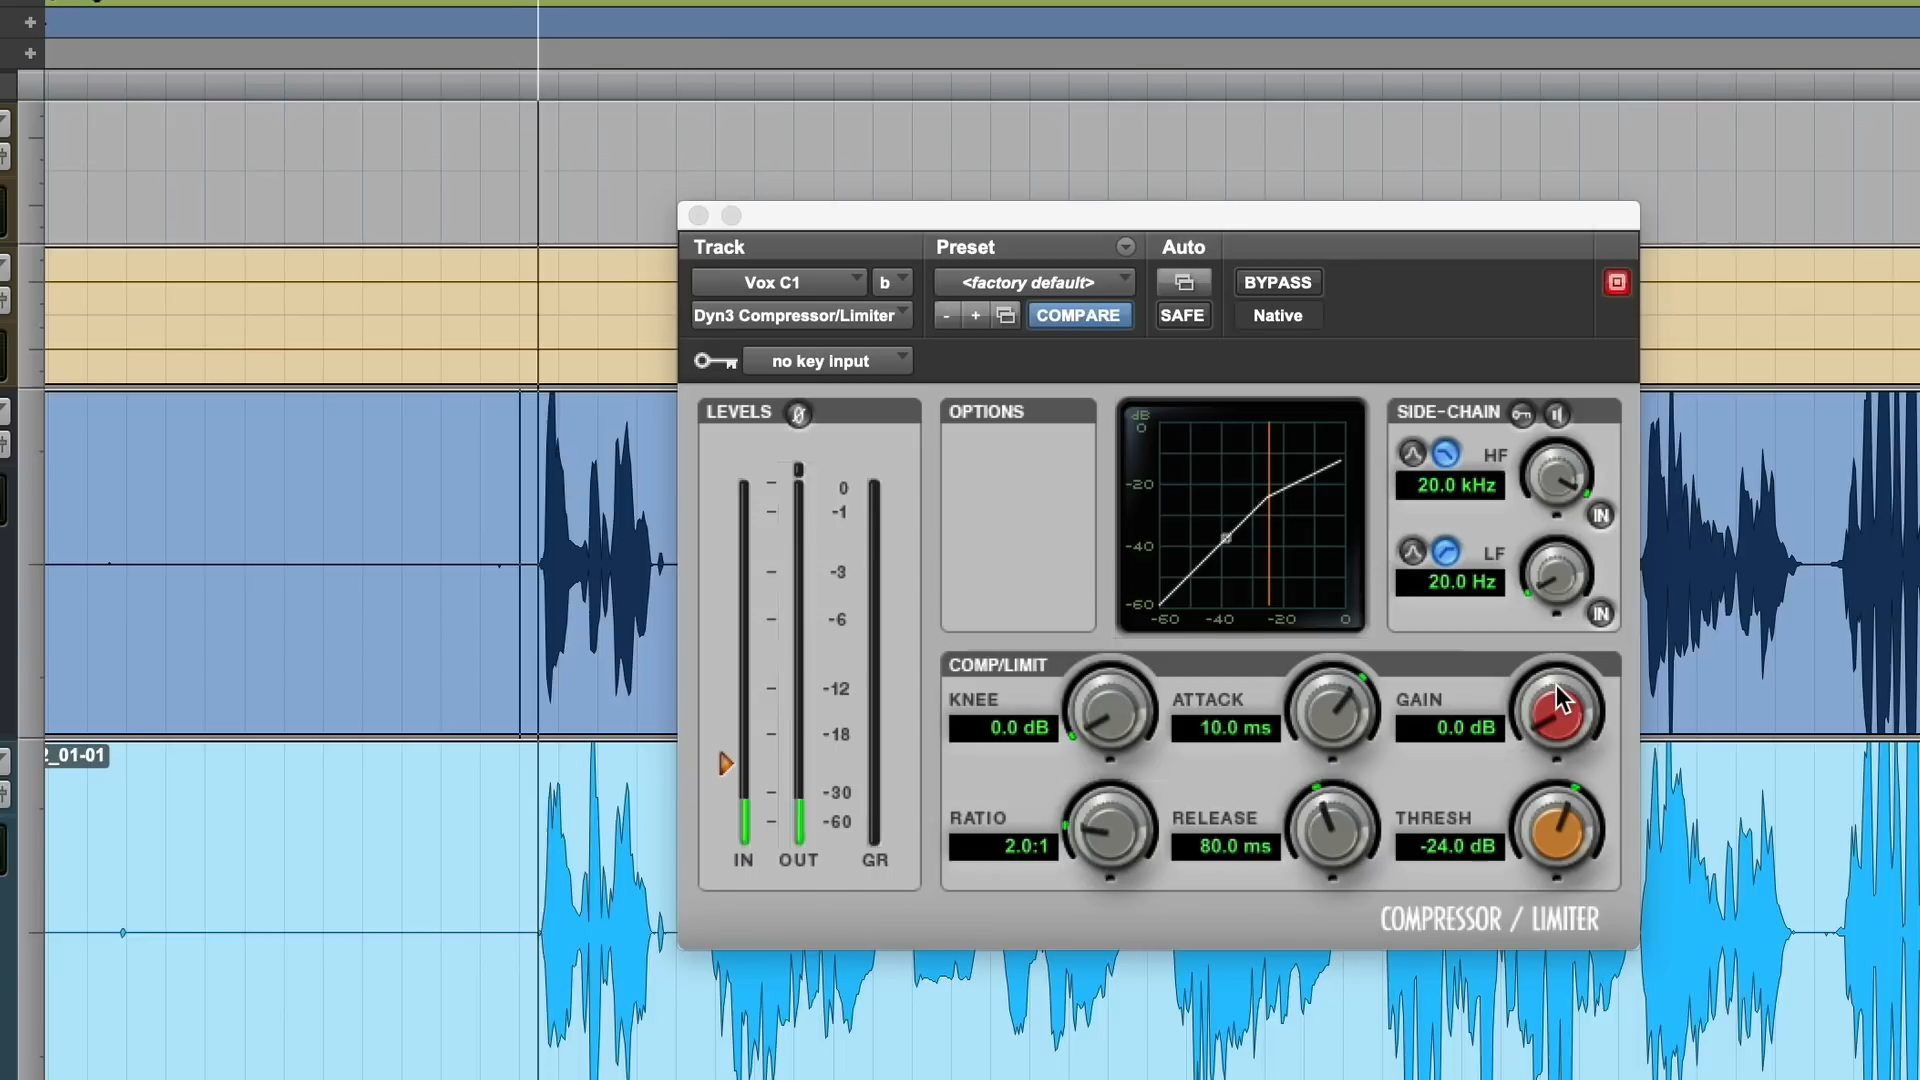 Track
Preset
Auto
Vox C1
b
<factory default>
BYPASS
Dyn3 Compressor/Limiter
-
+
COMPARE
SAFE
Native
no key input
LEVELS
OPTIONS
SIDE-CHAIN
dB
0
-20
-40
-60
-60 -40 -20 0
HF
20.0 kHz
IN
LF
20.0 Hz
IN
0
-1
-3
-6
-12
-18
-30
-60
IN OUT GR
COMP/LIMIT
KNEE
0.0 dB
ATTACK
10.0 ms
GAIN
0.0 dB
RATIO
2.0:1
RELEASE
80.0 ms
THRESH
-24.0 dB
COMPRESSOR / LIMITER
_01-01